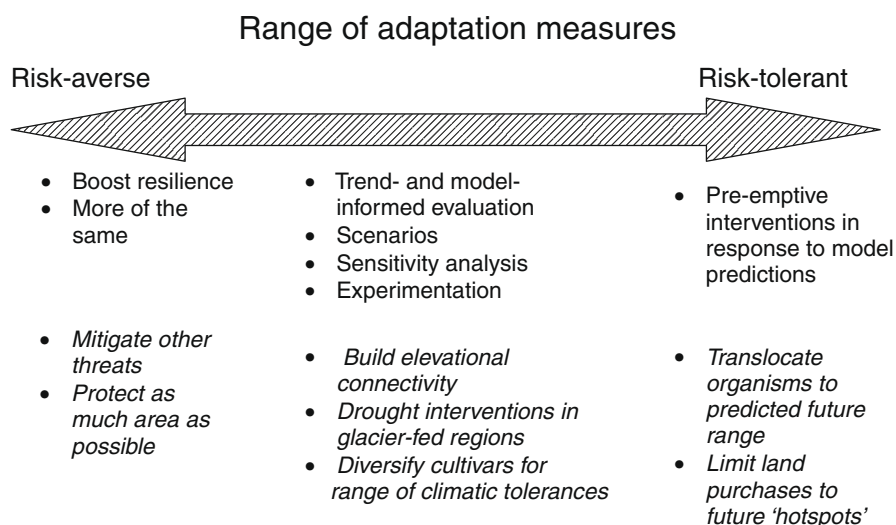 Range of adaptation measures
Risk-averse
Risk-tolerant
• Boost resilience
• More of the
same
• Trend- and model-
informed evaluation
• Scenarios
• Sensitivity analysis
• Experimentation
• Pre-emptive
interventions in
response to model
predictions
• Mitigate other
threats
• Protect as
much area as
possible
• Build elevational
connectivity
• Drought interventions in
glacier-fed regions
• Diversify cultivars for
range of climatic tolerances
• Translocate
organisms to
predicted future
range
• Limit land
purchases to
future ‘hotspots’